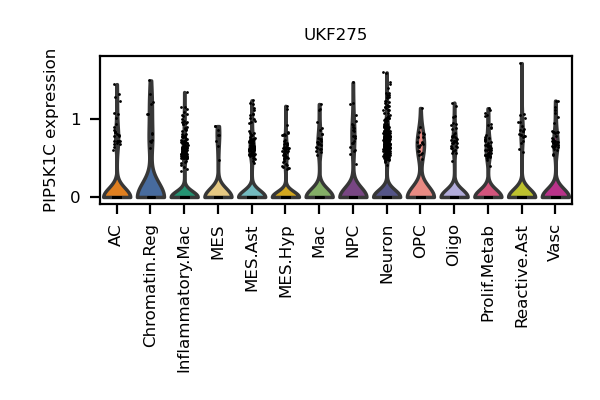 UKF275
PIP5K1C expression
1
0
AC
Chromatin.Reg
Inflammatory.Mac
MES
MES.Ast
MES.Hyp
Mac
NPC
Neuron
OPC
Oligo
Prolif.Metab
Reactive.Ast
Vasc